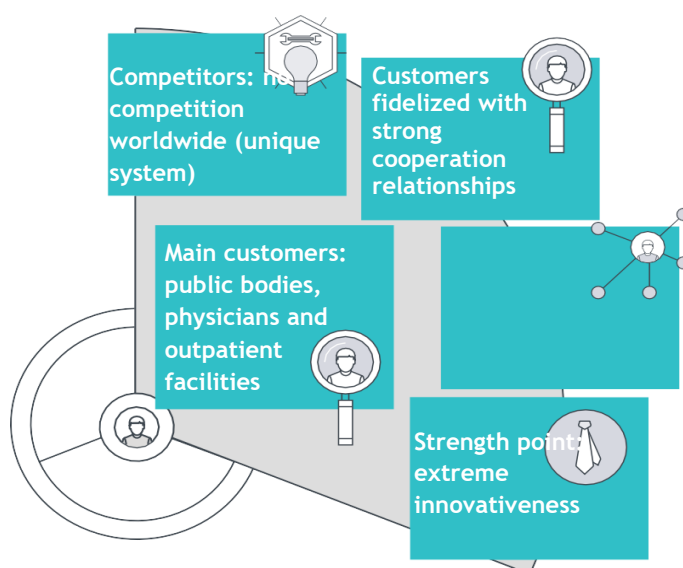 Competitors: no
competition
worldwide (unique
system)
Customers
fidelized with
strong
cooperation
relationships
Main customers:
public bodies,
physicians and
outpatient
facilities
Strength point:
extreme
innovativeness